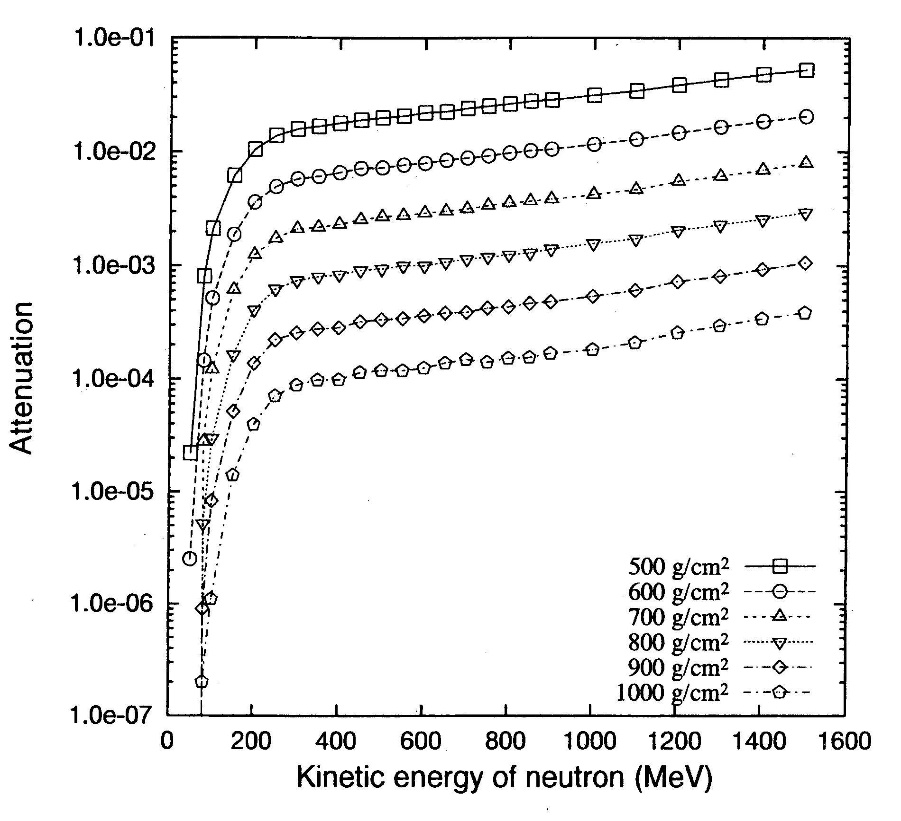 1.0e-01
1.0e-02
1.0e-03
1.0e-04
1.0e-05
1.0e-06
1.0e-07
Attenuation
500 g/cm²
600 g/cm²
700 g/cm²
800 g/cm²
900 g/cm²
1000 g/cm²
0 200 400 600 800 1000 1200 1400 1600
Kinetic energy of neutron (MeV)